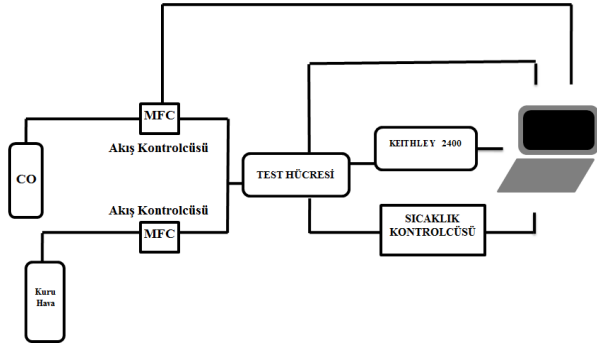 MFC
Akış Kontrolcüsü
CO
KEITHLEY 2400
TEST HÜCRESİ
Akış Kontrolcüsü
MFC
SICAKLIK
KONTROLCÜSÜ
Kuru
Hava